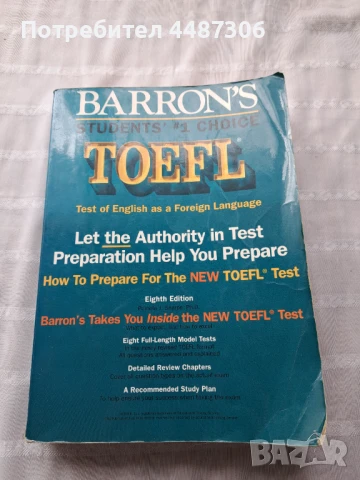 Потребител 4487306
BARRON'S
STUDENTS' #1 CHOICE
TOEFL
Test of English as a Foreign Language
Let the Authority in Test
Preparation Help You Prepare
How To Prepare For The NEW TOEFL® Test
Eighth Edition
Barron's Takes You Inside the NEW TOEFL® Test
Eight Full-Length Model Tests
Detailed Review Chapters
A Recommended Study Plan
BAZAR
bg